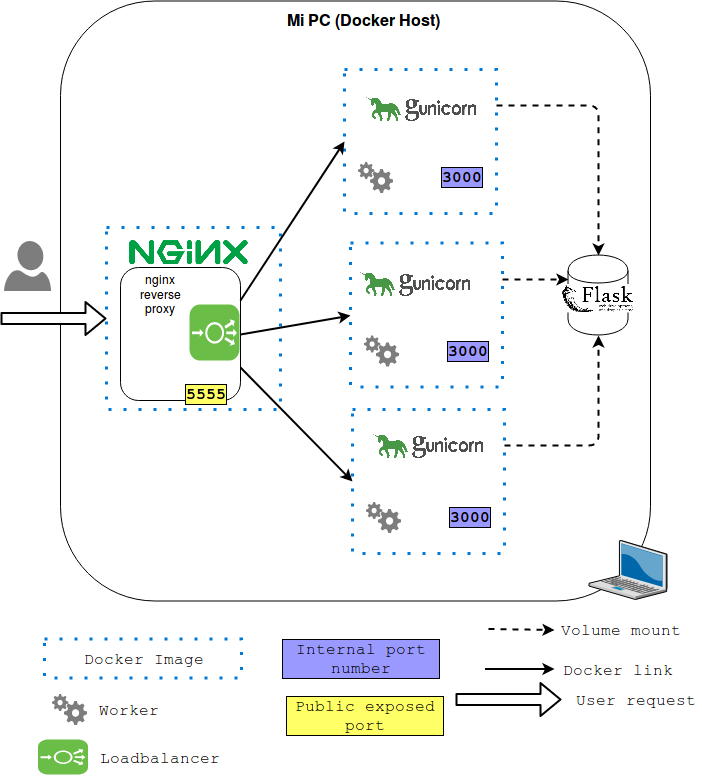 Mi PC (Docker Host)
gunicorn
3000
NGiNX
nginx
reverse
proxy
5555
gunicorn
3000
Flask
gunicorn
3000
Docker Image
Internal port
number
Volume mount
Docker link
Worker
Public exposed
port
User request
Loadbalancer